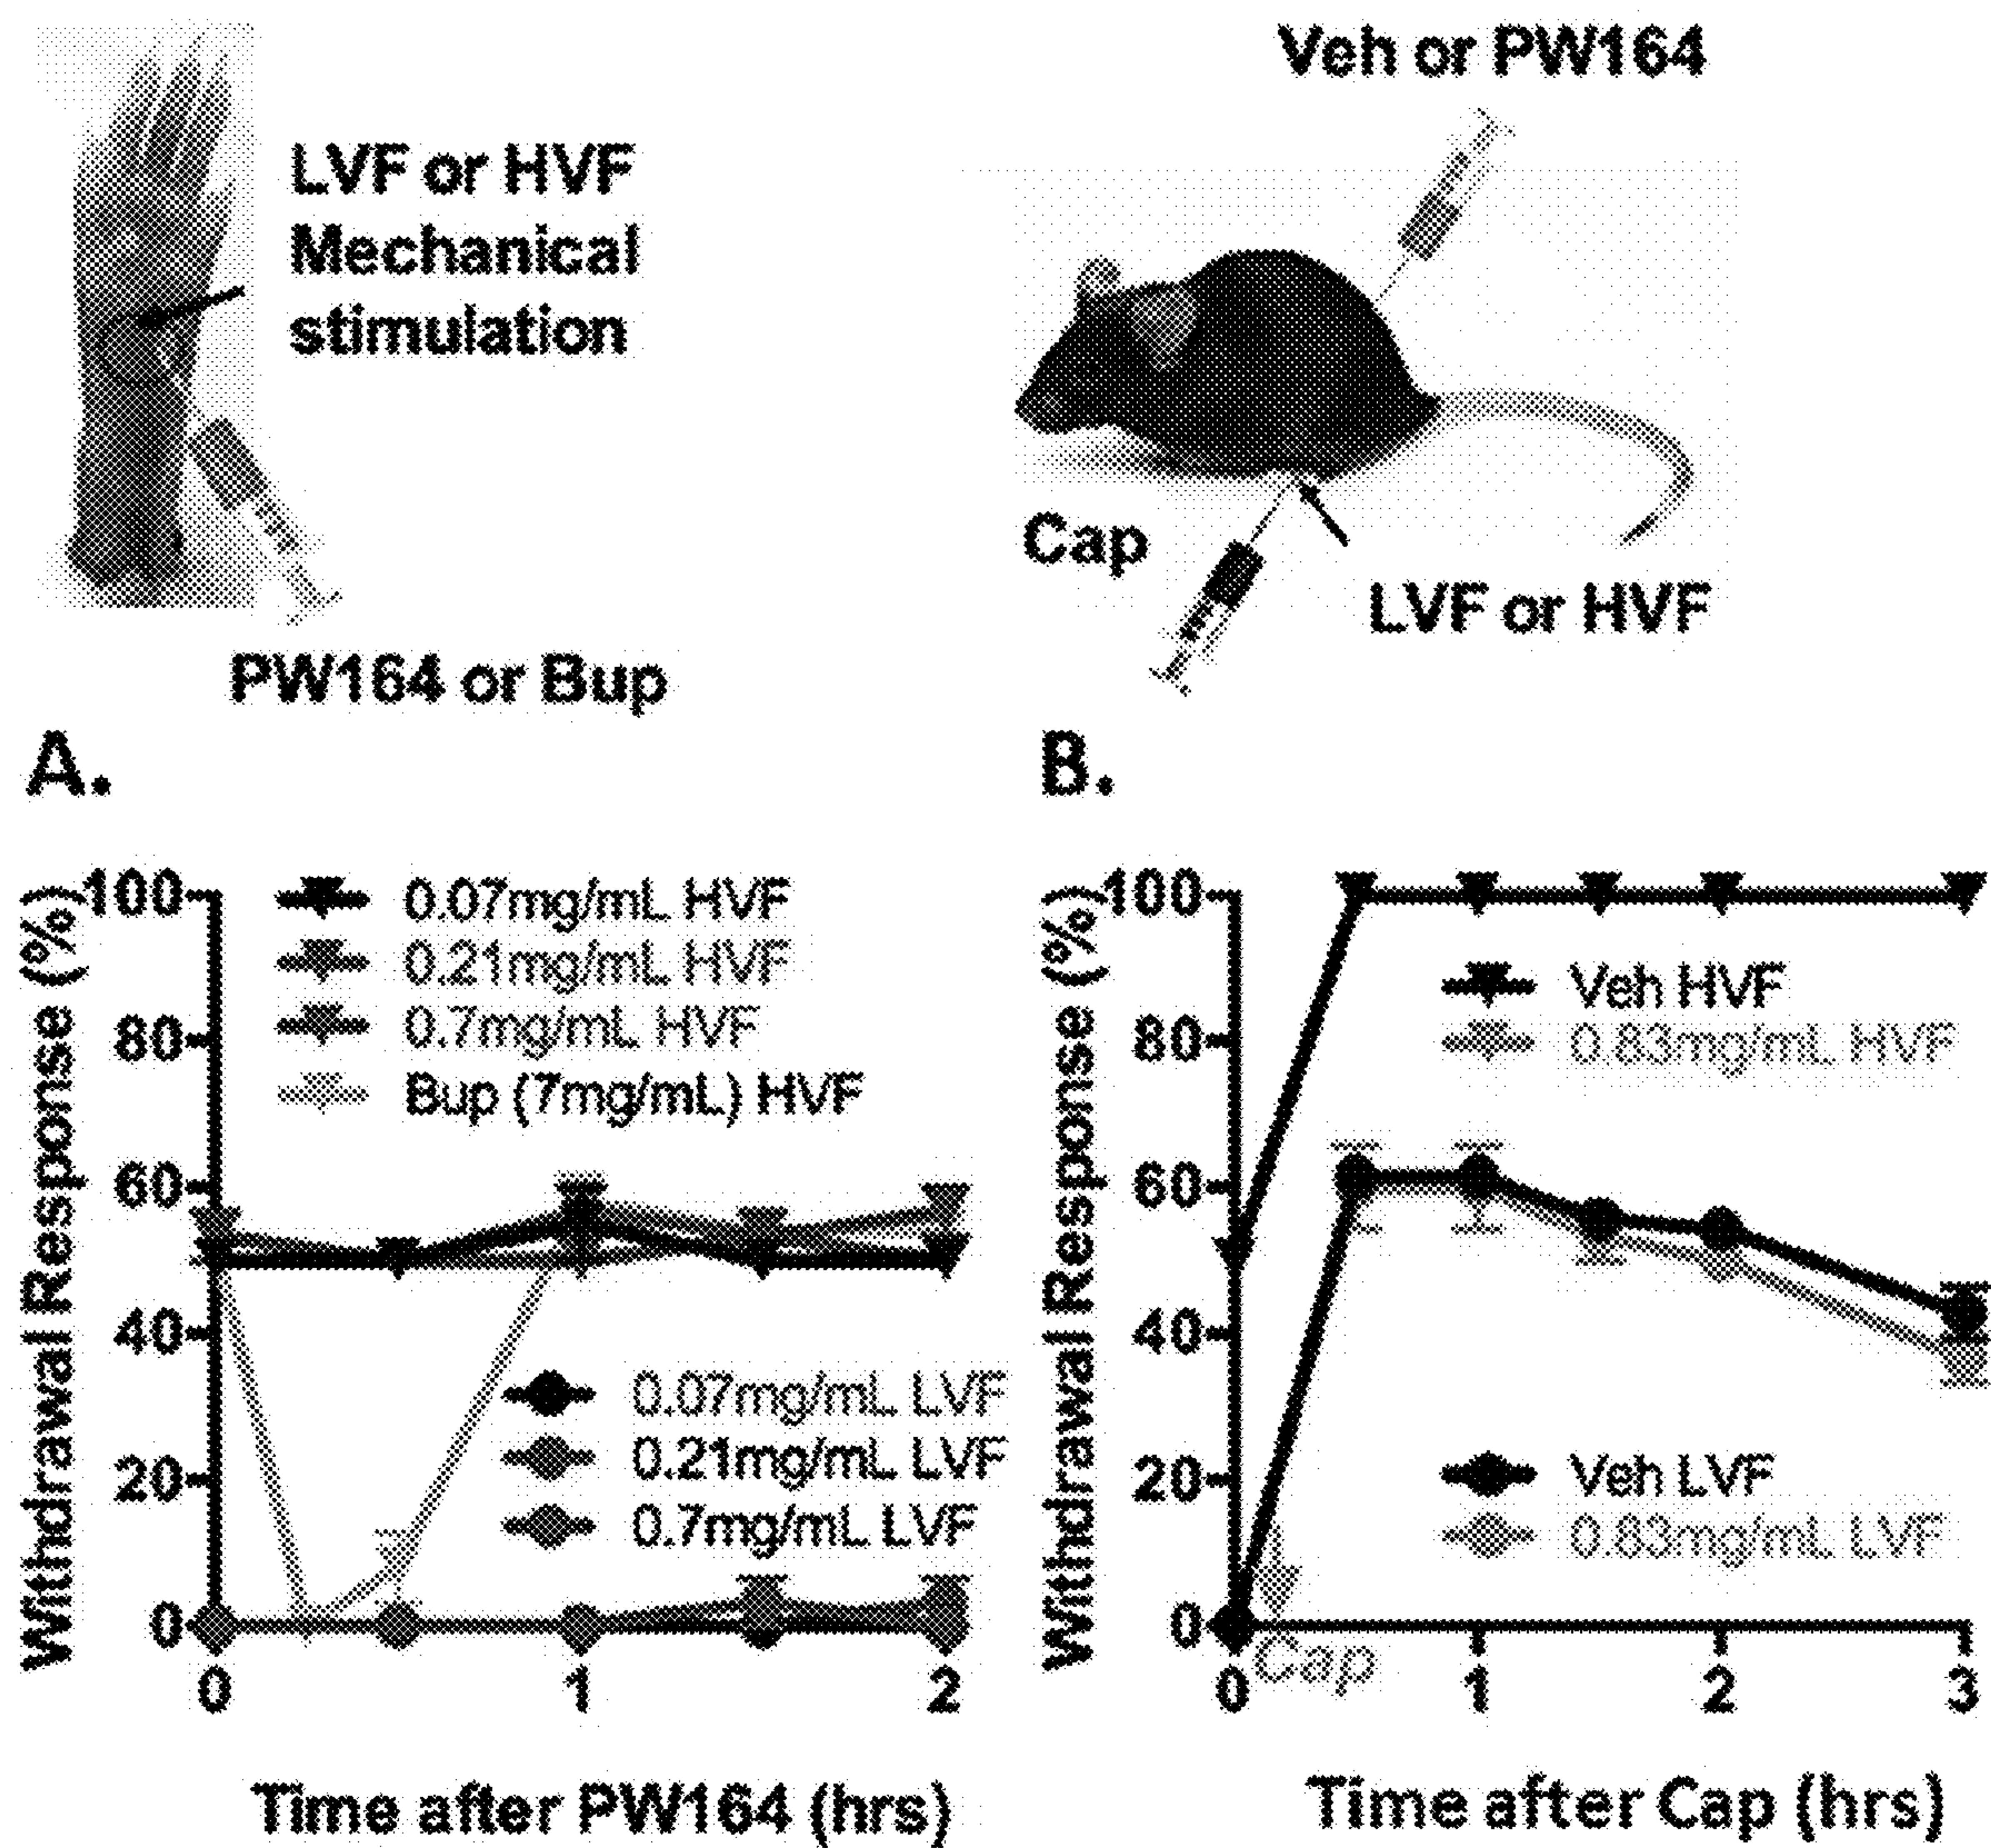 LVF or HVF
Mechanical
stimulation
PW164 or Bup
Veh or PW164
Cap
LVF or HVF
A.
Withdrawal Response (%)
100
80
60
40
20
0
0.07mg/mL HVF
0.21mg/mL HVF
0.7mg/mL HVF
Bup (7mg/mL) HVF
0.07mg/mL LVF
0.21mg/mL LVF
0.7mg/mL LVF
0
1
2
Time after PW164 (hrs)
B.
Withdrawal Response (%)
100
80
60
40
20
0
Veh HVF
0.83mg/mL HVF
Veh LVF
0.83mg/mL LVF
Cap
0
1
2
3
Time after Cap (hrs)